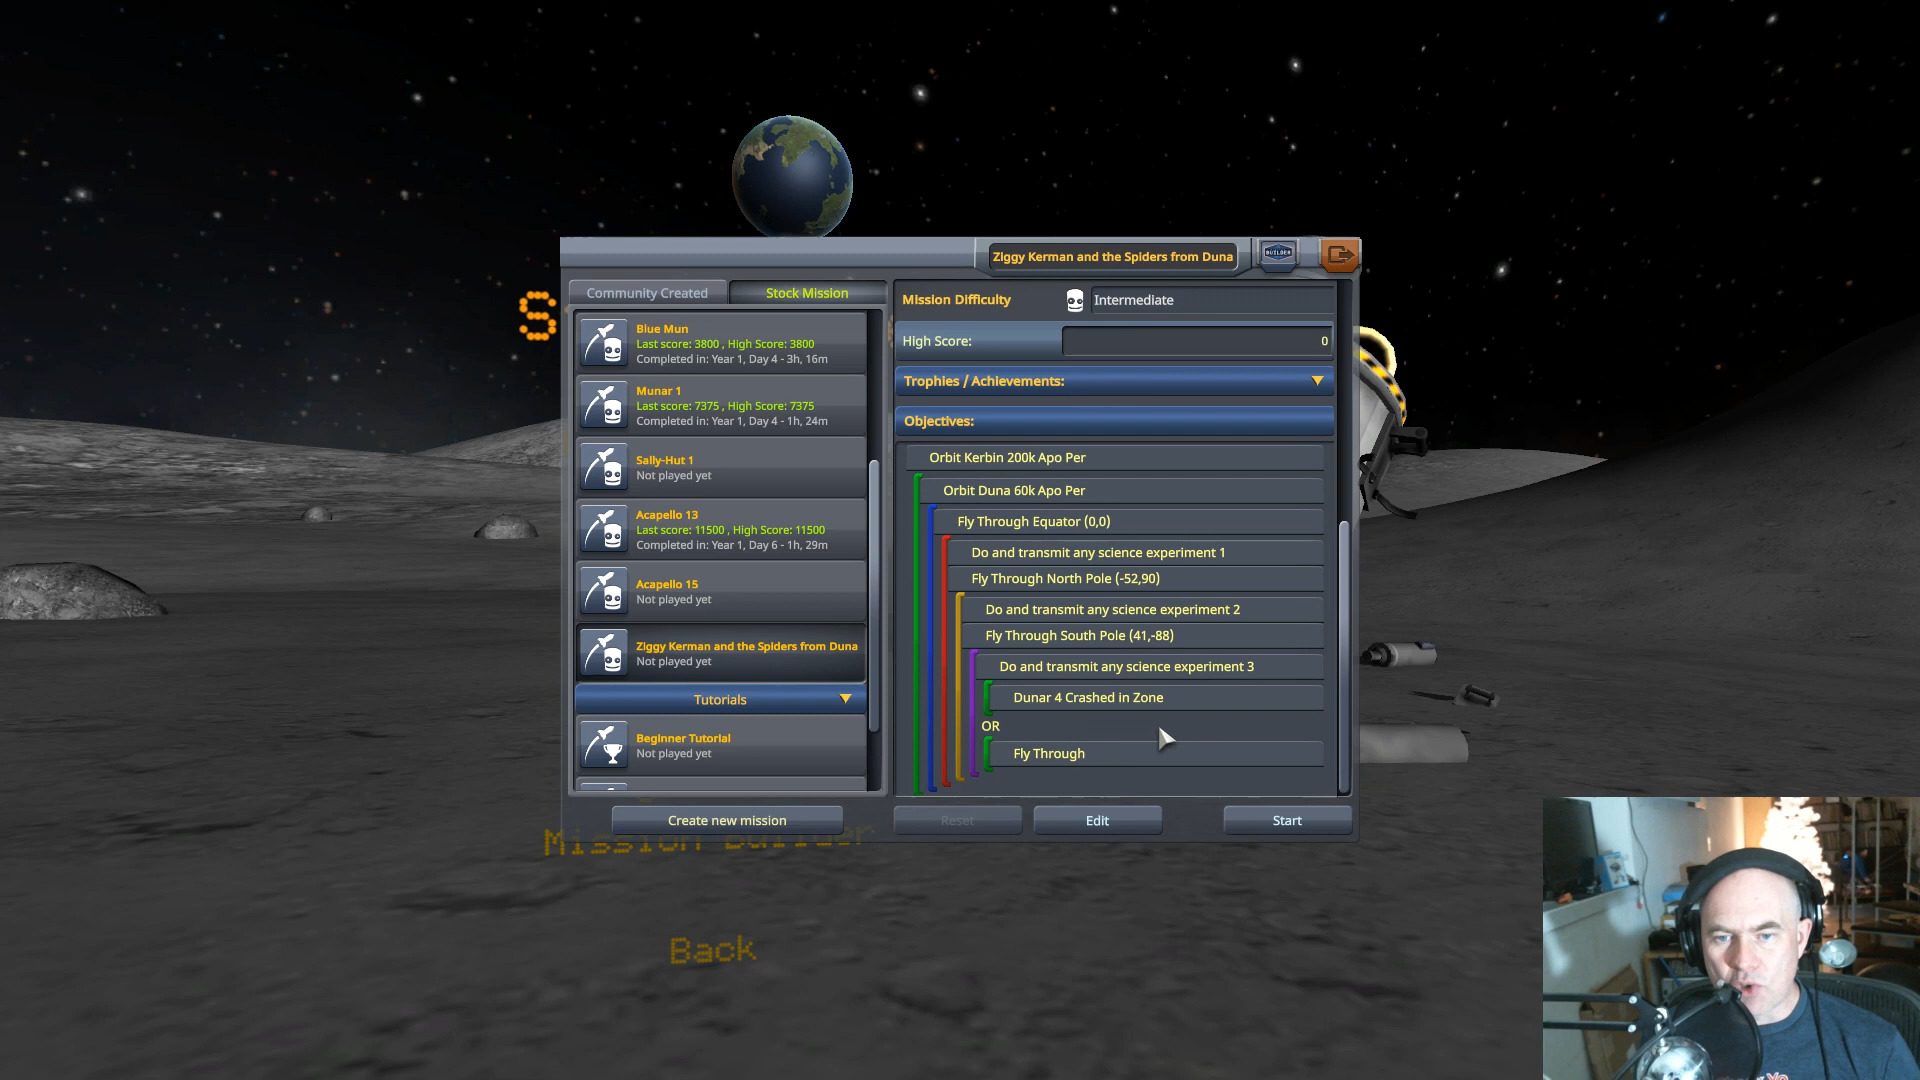 S
Ziggy Kerman and the Spiders from Duna
BUILDER
Community Created
Stock Mission
Blue Mun
Last score: 3800 , High Score: 3800
Completed in: Year 1, Day 4 - 3h, 16m
Munar 1
Last score: 7375 , High Score: 7375
Completed in: Year 1, Day 4 - 1h, 24m
Sally-Hut 1
Not played yet
Acapello 13
Last score: 11500 , High Score: 11500
Completed in: Year 1, Day 6 - 1h, 29m
Acapello 15
Not played yet
Ziggy Kerman and the Spiders from Duna
Not played yet
Tutorials
Beginner Tutorial
Not played yet
Create new mission
Mission Difficulty
Intermediate
High Score:
0
Trophies / Achievements:
Objectives:
Orbit Kerbin 200k Apo Per
Orbit Duna 60k Apo Per
Fly Through Equator (0,0)
Do and transmit any science experiment 1
Fly Through North Pole (-52,90)
Do and transmit any science experiment 2
Fly Through South Pole (41,-88)
Do and transmit any science experiment 3
Dunar 4 Crashed in Zone
OR
Fly Through
Reset
Edit
Start
Mission Builder
Back